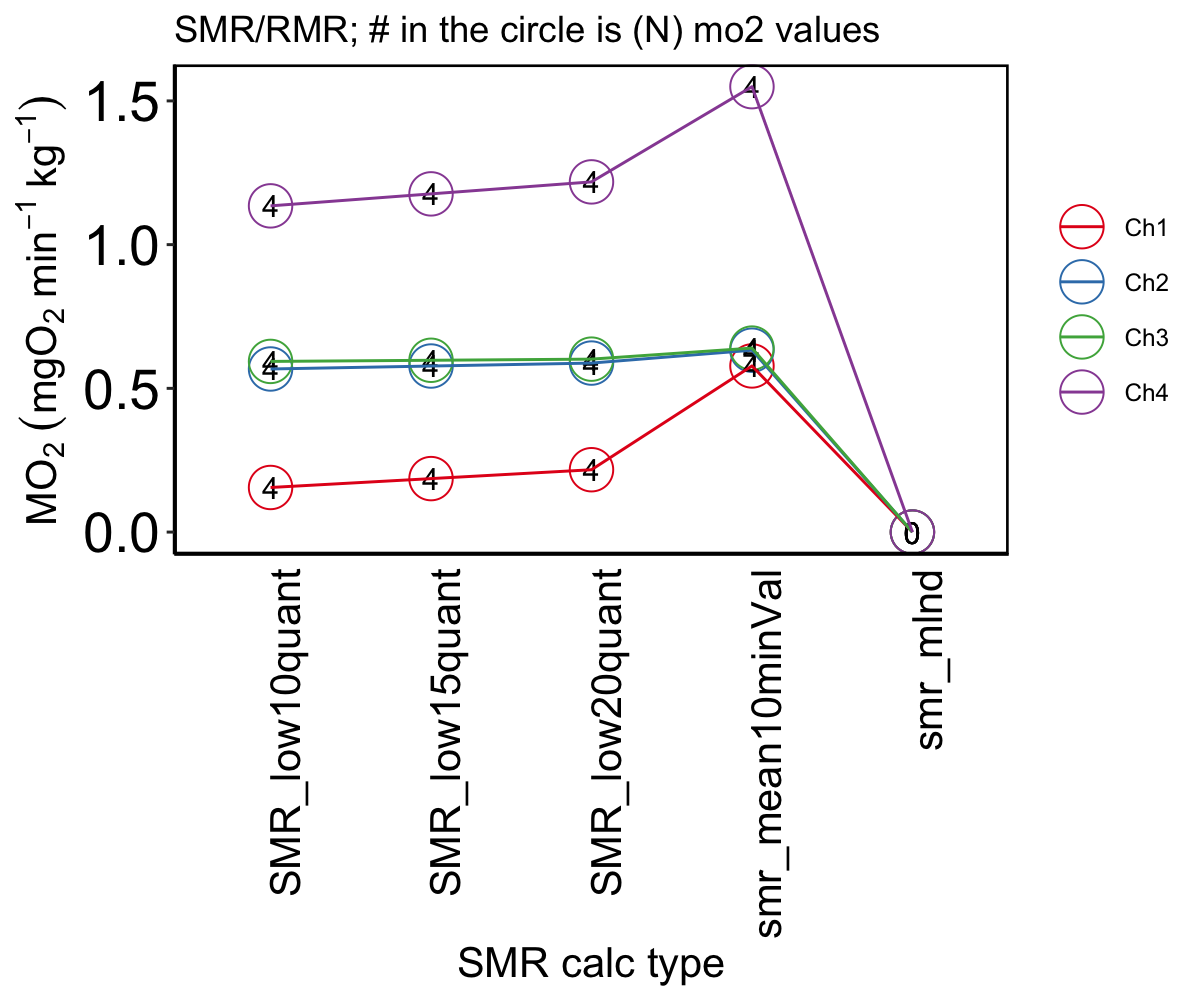 SMR/RMR; # in the circle is (N) mo2 values
MO₂ (mgO₂ min⁻¹ kg⁻¹)
1.5
1.0
0.5
0.0
4 4 4 4
4 4 4 4
4 4 4 4
4 4 4 4
0
SMR_low10quant
SMR_low15quant
SMR_low20quant
smr_mean10minVal
smr_mlnd
SMR calc type
Ch1
Ch2
Ch3
Ch4